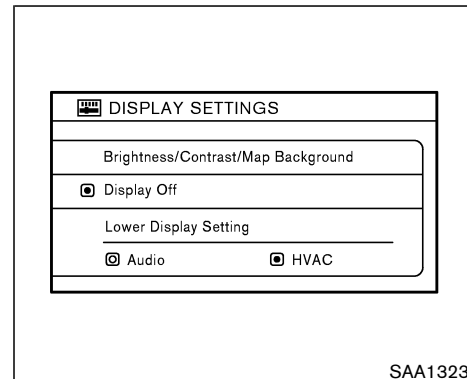 DISPLAY SETTINGS
Brightness/Contrast/Map Background
Display Off
Lower Display Setting
Audio HVAC
SAA1323